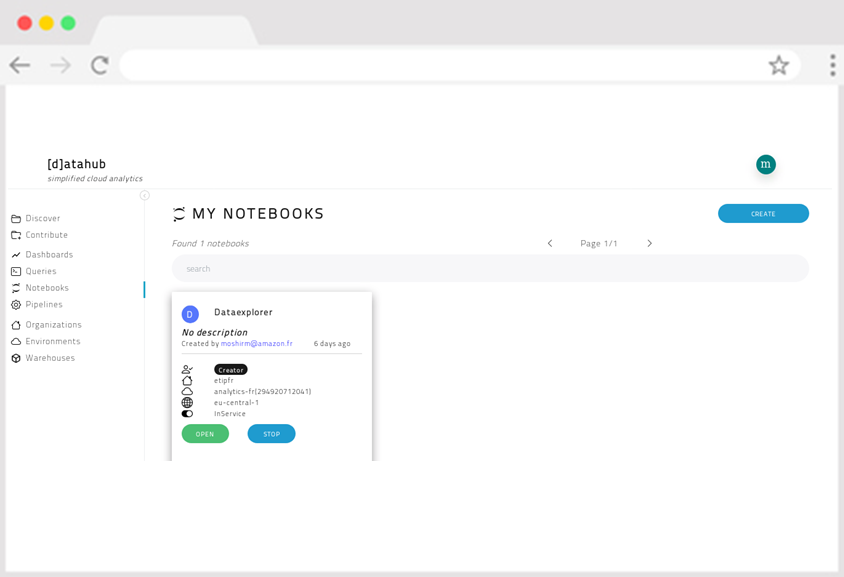 [d]atahub
m
simplified cloud analytics
MY NOTEBOOKS
CREATE
Discover
Contribute
Dashboards
Queries
Notebooks
Pipelines
Organizations
Environments
Warehouses
Found 1 notebooks
Page 1/1
search
D
Dataexplorer
No description
Created by moshirm@amazon.fr
6 days ago
Creator
etipfr
analytics-fr(294920712041)
eu-central-1
InService
OPEN
STOP